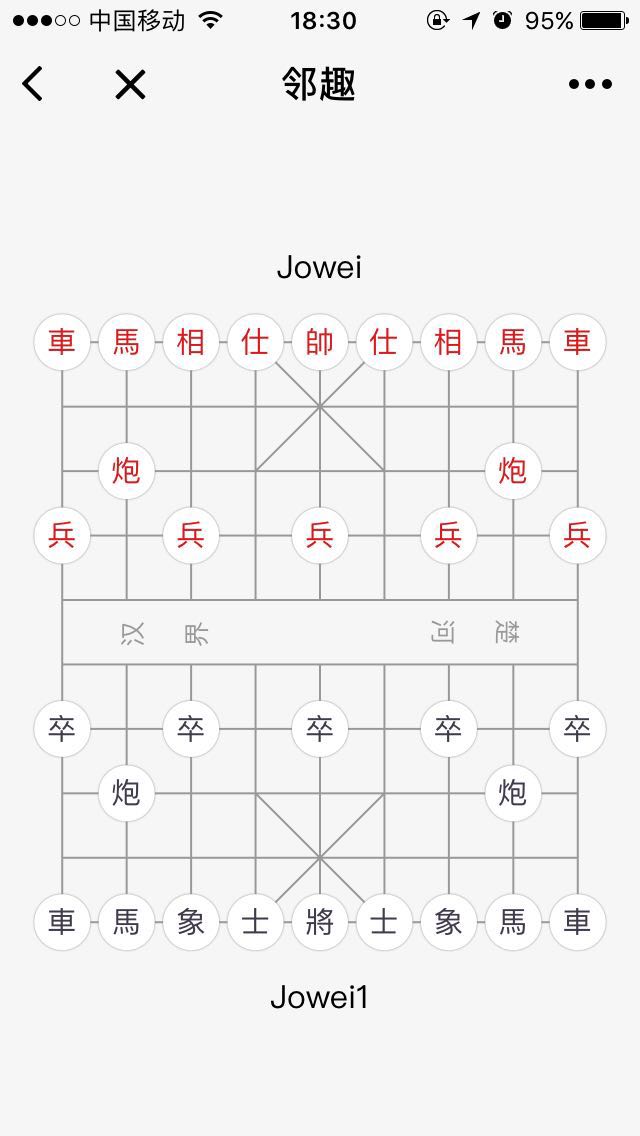 中国移动 18:30 95%
邻趣
Jowei
車馬相仕帥仕相馬車
炮 炮
兵 兵 兵 兵 兵
汉 界 河 楚
卒 卒 卒 卒 卒
炮 炮
車馬象士將士象馬車
Jowei1